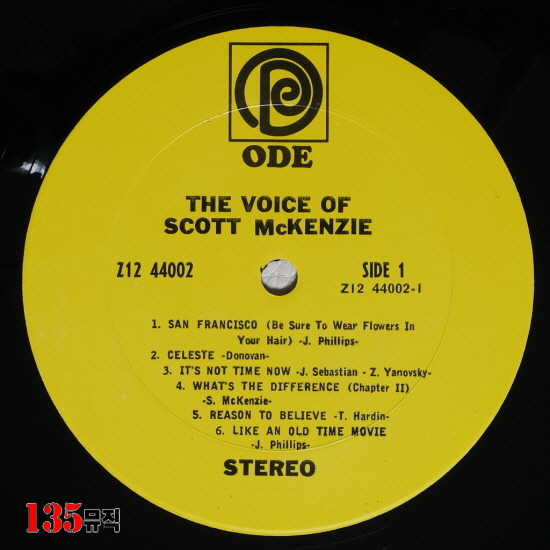 ODE
THE VOICE OF
SCOTT McKENZIE
Z12 44002
SIDE 1
Z12 44002-1
1. SAN FRANCISCO (Be Sure To Wear Flowers In
Your Hair) -J. Phillips-
2. CELESTE -Donovan-
3. IT'S NOT TIME NOW -J. Sebastian - Z. Yanovsky-
4. WHAT'S THE DIFFERENCE (Chapter II)
-S. McKenzie-
5. REASON TO BELIEVE -T. Hardin-
6. LIKE AN OLD TIME MOVIE
-J. Phillips-
STEREO
135뮤직